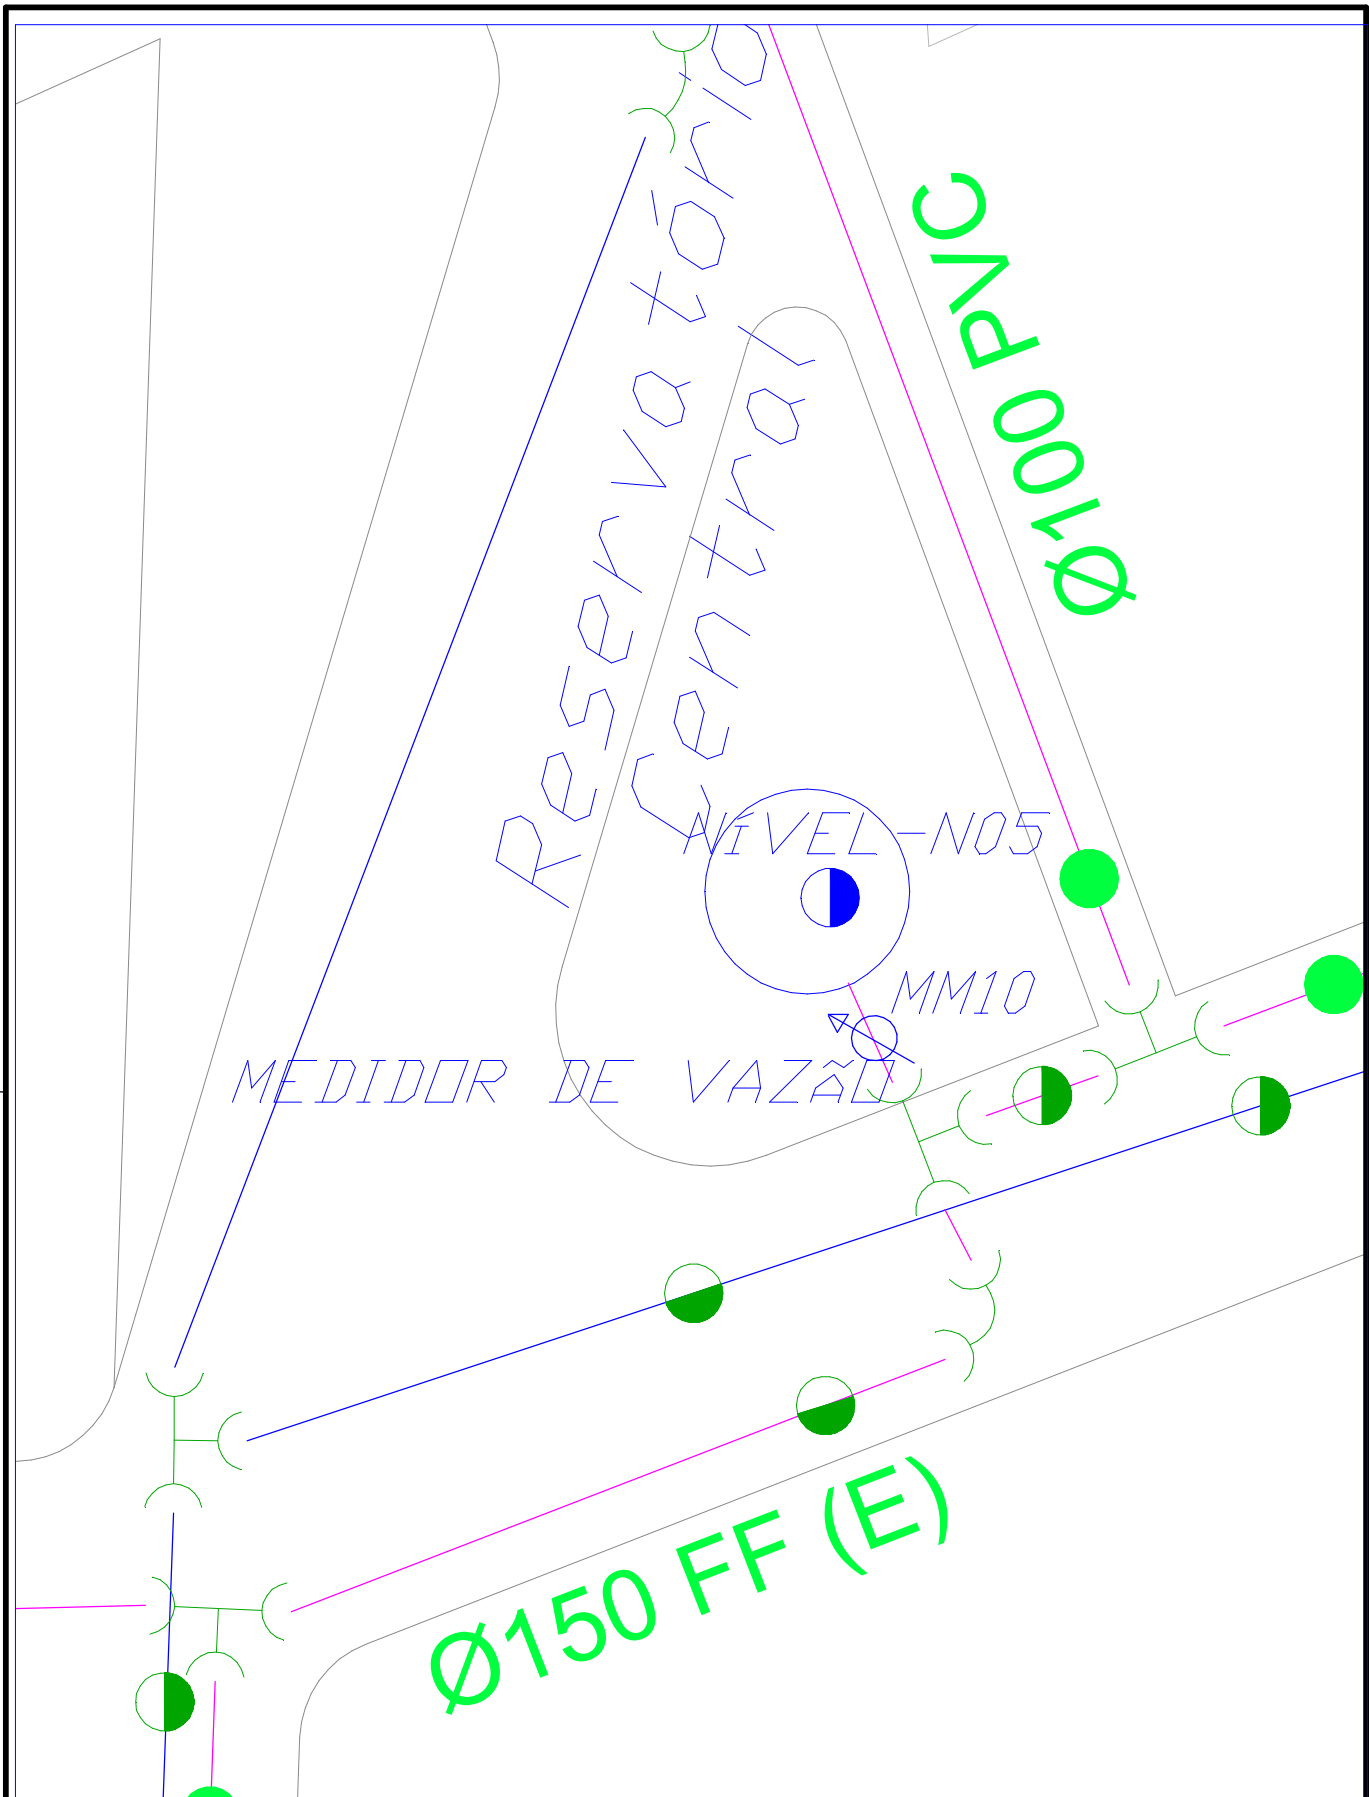 Reservatório
Central
Ø100 PVC
NíVEL-N05
MM10
MEDIDOR DE VAZÃO
Ø150 FF (E)